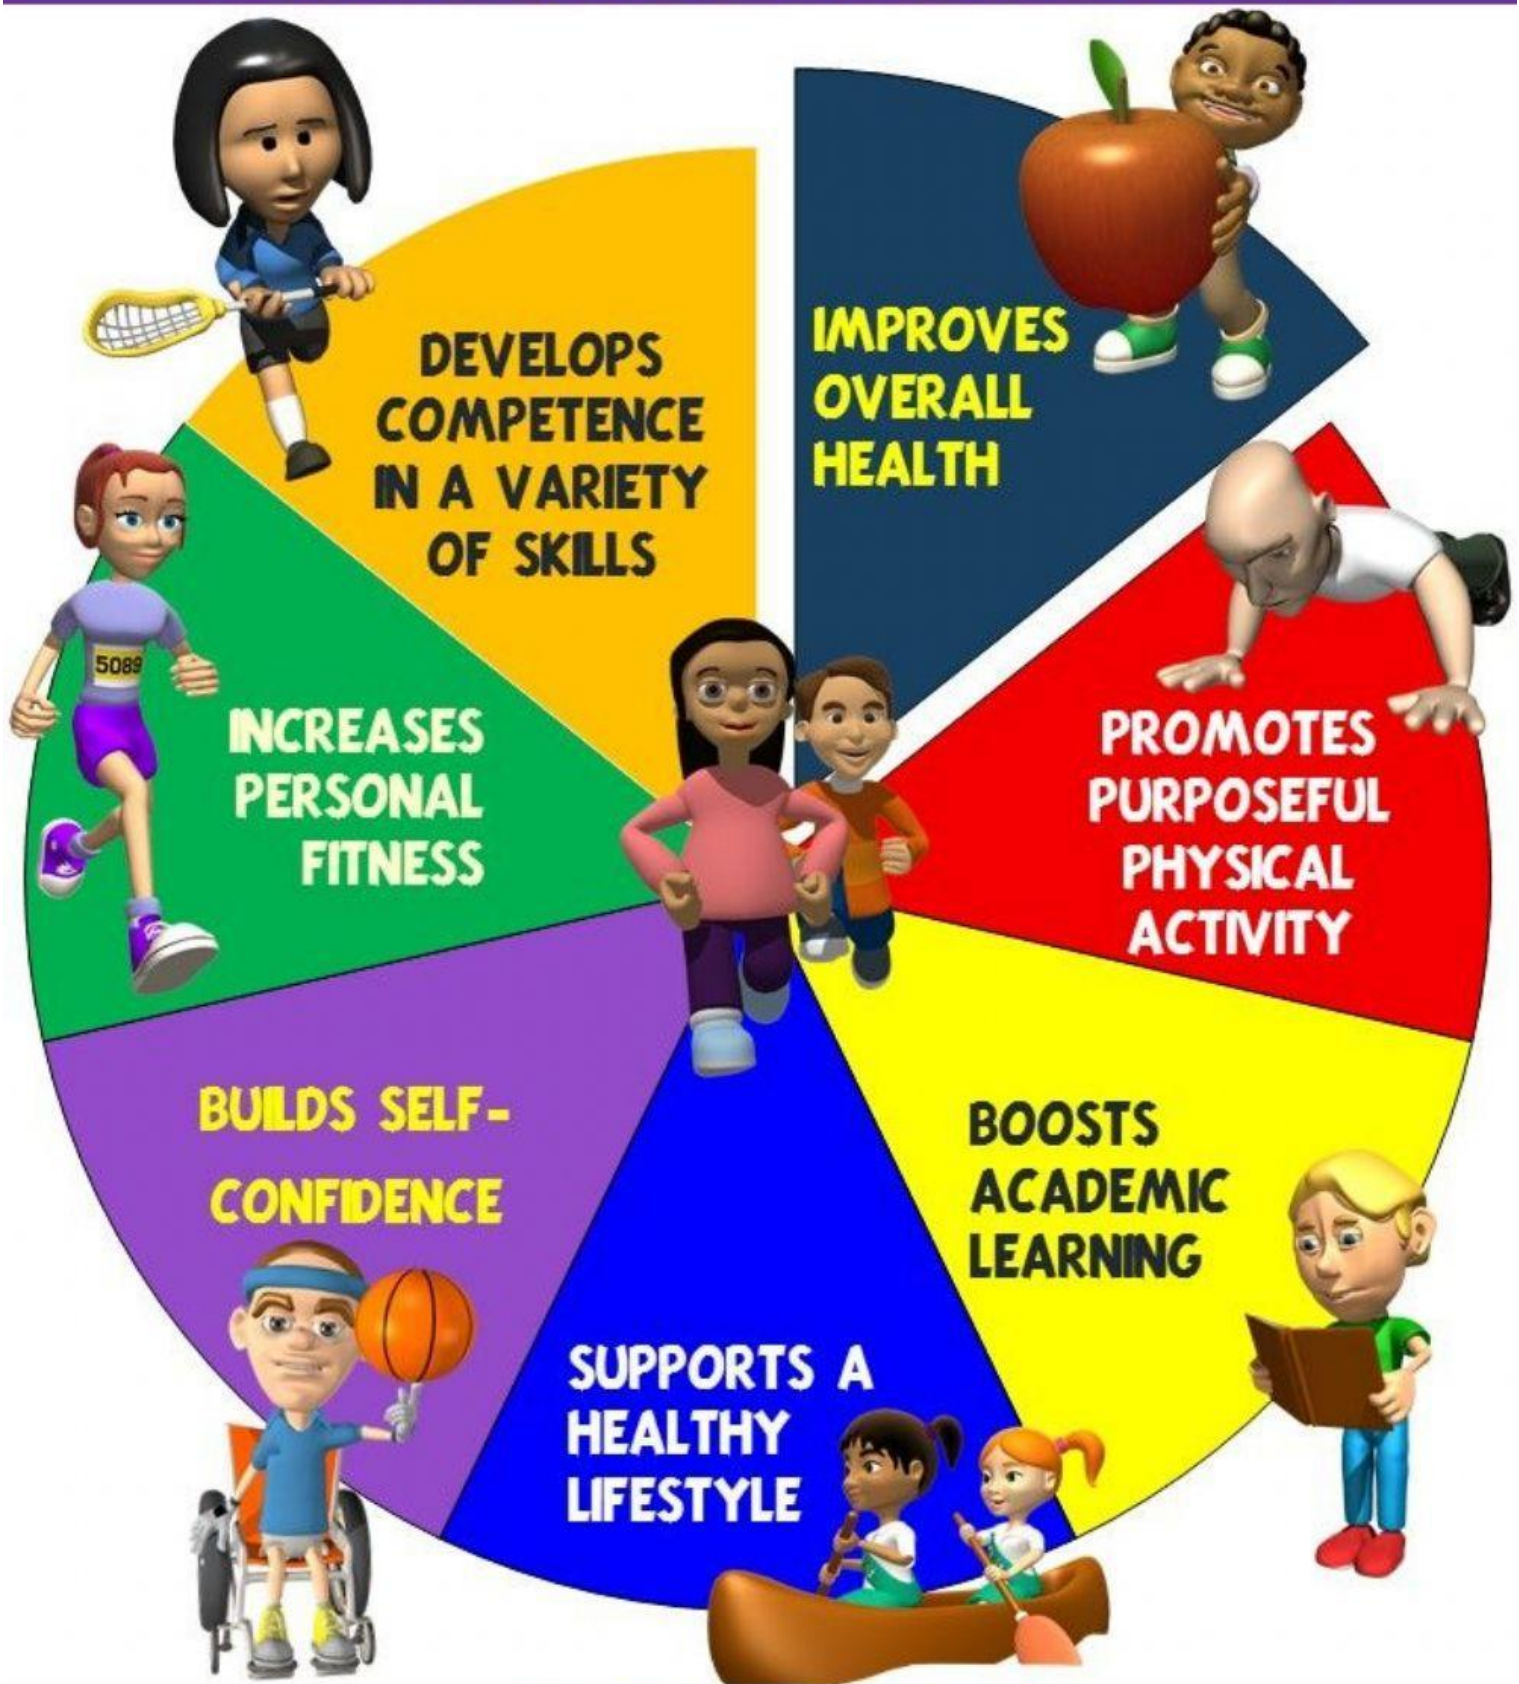 IMPROVES
OVERALL
HEALTH
PROMOTES
PURPOSEFUL
PHYSICAL
ACTIVITY
BOOSTS
ACADEMIC
LEARNING
SUPPORTS A
HEALTHY
LIFESTYLE
BUILDS SELF-
CONFIDENCE
INCREASES
PERSONAL
FITNESS
5089
DEVELOPS
COMPETENCE
IN A VARIETY
OF SKILLS